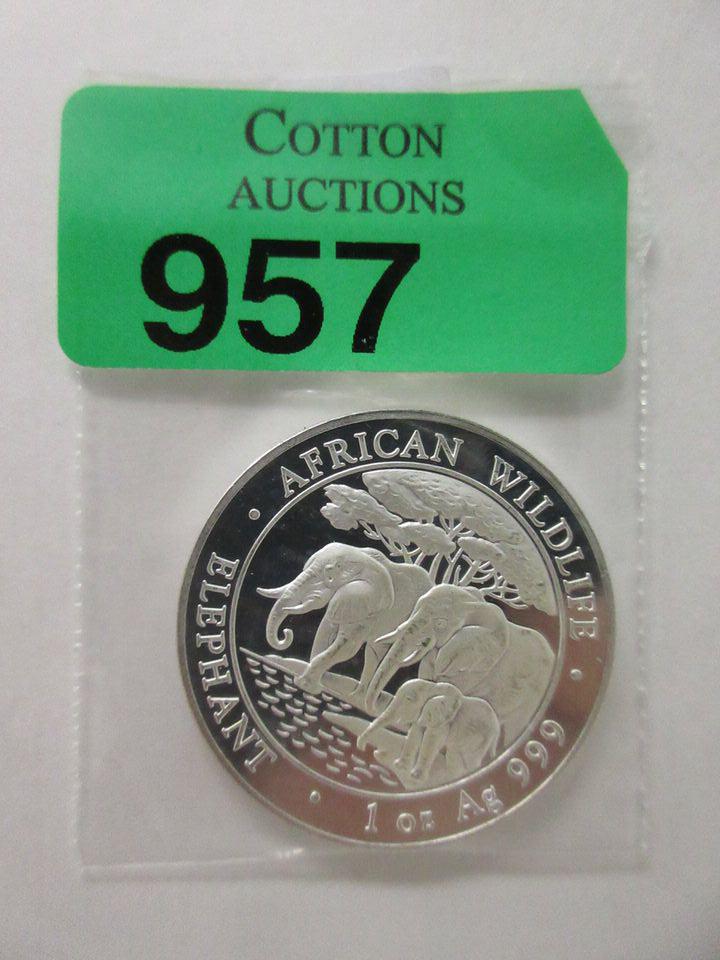 COTTON
AUCTIONS
957
AFRICAN WILDLIFE
ELEPHANT
1 oz Ag 999